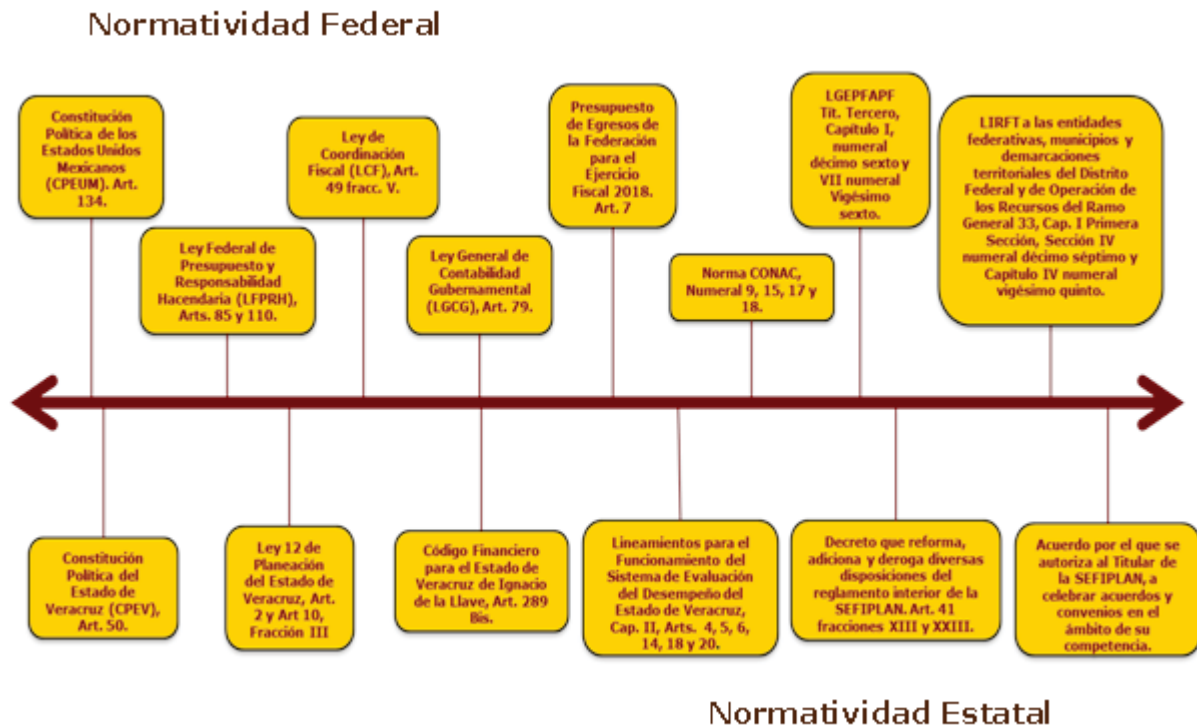 Normatividad Federal
Constitución
Política de los
Estados Unidos
Mexicanos
(CPEUM). Art.
134.
Ley Federal de
Presupuesto y
Responsabilidad
Hacendaria (LFPRH),
Arts. 85 y 110.
Ley de
Coordinación
Fiscal (LCF), Art.
49 fracc. V.
Ley General de
Contabilidad
Gubernamental
(LGCG), Art. 79.
Presupuesto
de Egresos de
la Federación
para el
Ejercicio
Fiscal 2018.
Art. 7
Norma CONAC,
Numeral 9, 15, 17 y
18.
LGEPFAPF
Tít. Tercero,
Capítulo I,
numeral
décimo sexto y
VII numeral
Vigésimo
sexto.
LIRFT a las entidades
federativas, municipios y
demarcaciones
territoriales del Distrito
Federal y de Operación de
los Recursos del Ramo
General 33, Cap. I Primera
Sección, Sección IV
numeral décimo séptimo y
Capítulo IV numeral
vigésimo quinto.
Constitución
Política del
Estado de
Veracruz (CPEV),
Art. 50.
Ley 12 de
Planeación
del Estado de
Veracruz, Art.
2 y Art 10,
Fracción III
Código Financiero
para el Estado de
Veracruz de Ignacio
de la Llave, Art. 289
Bis.
Lineamientos para el
Funcionamiento del
Sistema de Evaluación
del Desempeño del
Estado de Veracruz,
Cap. II, Arts. 4, 5, 6,
14, 18 y 20.
Decreto que reforma,
adiciona y deroga diversas
disposiciones del
reglamento interior de la
SEFIPLAN. Art. 41
fracciones XIII y XXIII.
Acuerdo por el que se
autoriza al Titular de
la SEFIPLAN, a
celebrar acuerdos y
convenios en el
ámbito de su
competencia.
Normatividad Estatal